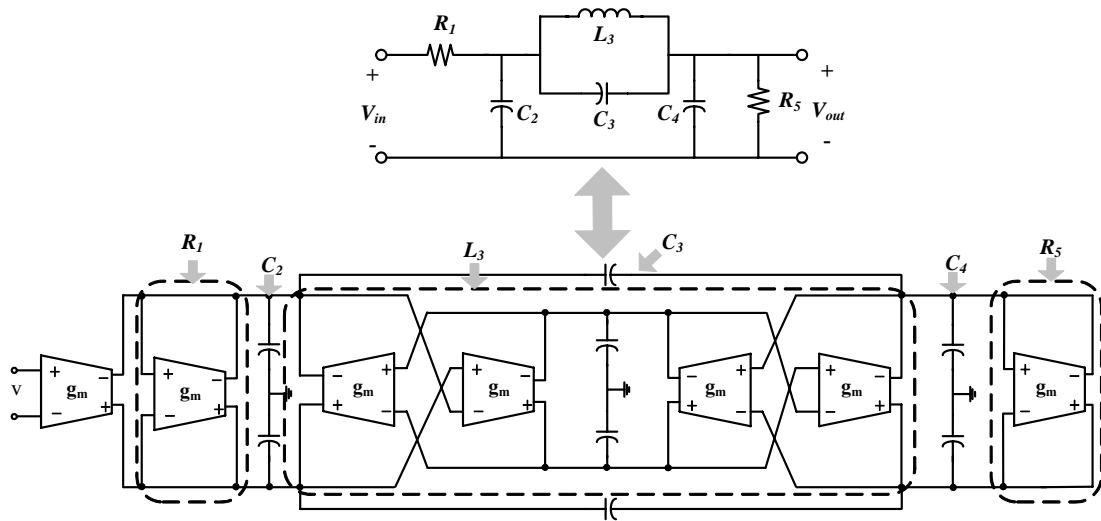 R1
L3
+
+
Vin
C2
C3
C4
R5
Vout
-
-
R1
C2
L3
C3
C4
R5
V
+
-
gm
-
+
+
-
gm
-
+
-
+
gm
+
-
+
-
gm
-
+
-
+
gm
+
-
+
-
gm
-
+
+
-
gm
-
+